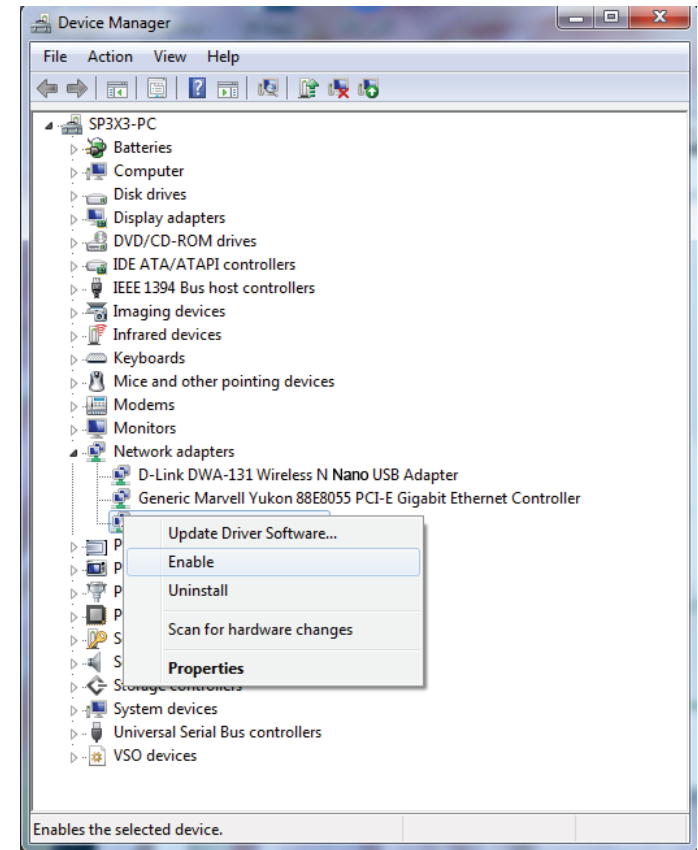 Device Manager
File Action View Help
SP3X3-PC
Batteries
Computer
Disk drives
Display adapters
DVD/CD-ROM drives
IDE ATA/ATAPI controllers
IEEE 1394 Bus host controllers
Imaging devices
Infrared devices
Keyboards
Mice and other pointing devices
Modems
Monitors
Network adapters
D-Link DWA-131 Wireless N Nano USB Adapter
Generic Marvell Yukon 88E8055 PCI-E Gigabit Ethernet Controller
Update Driver Software...
P
Enable
P
Uninstall
P
P
Scan for hardware changes
S
S
Properties
Storage controllers
System devices
Universal Serial Bus controllers
VSO devices
Enables the selected device.